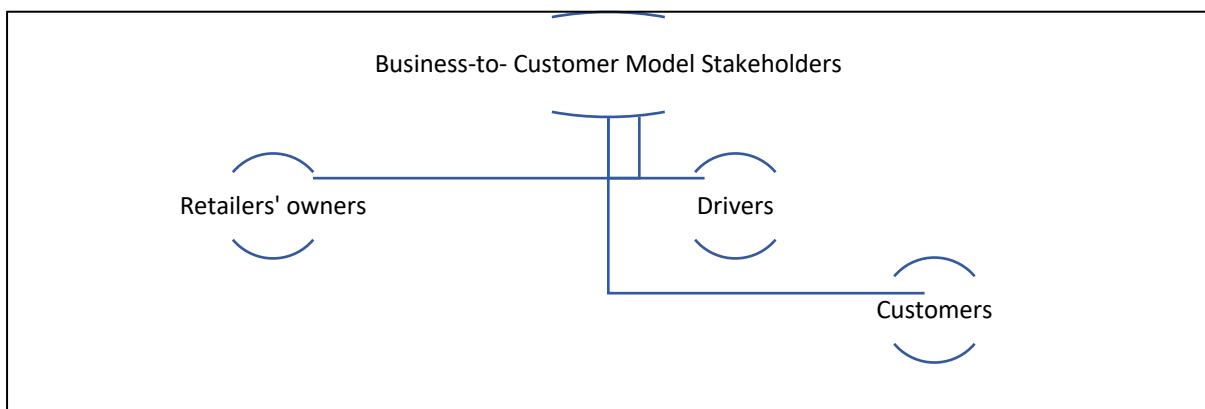 Business-to- Customer Model Stakeholders
Retailers' owners
Drivers
Customers